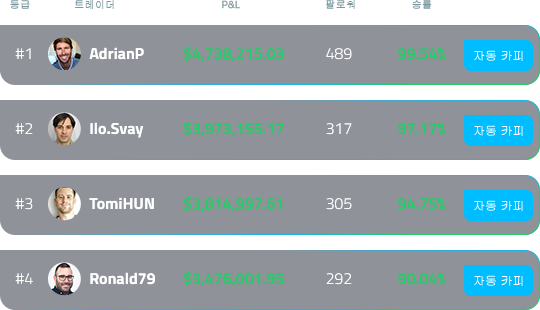 등급 트레이더 P&L 팔로워 승률
#1 AdrianP $4,738,215.03 489 99.54% 자동 카피
#2 Ilo.Svay $3,973,155.17 317 97.17% 자동 카피
#3 TomiHUN $3,814,997.61 305 94.75% 자동 카피
#4 Ronald79 $3,476,001.95 292 90.04% 자동 카피